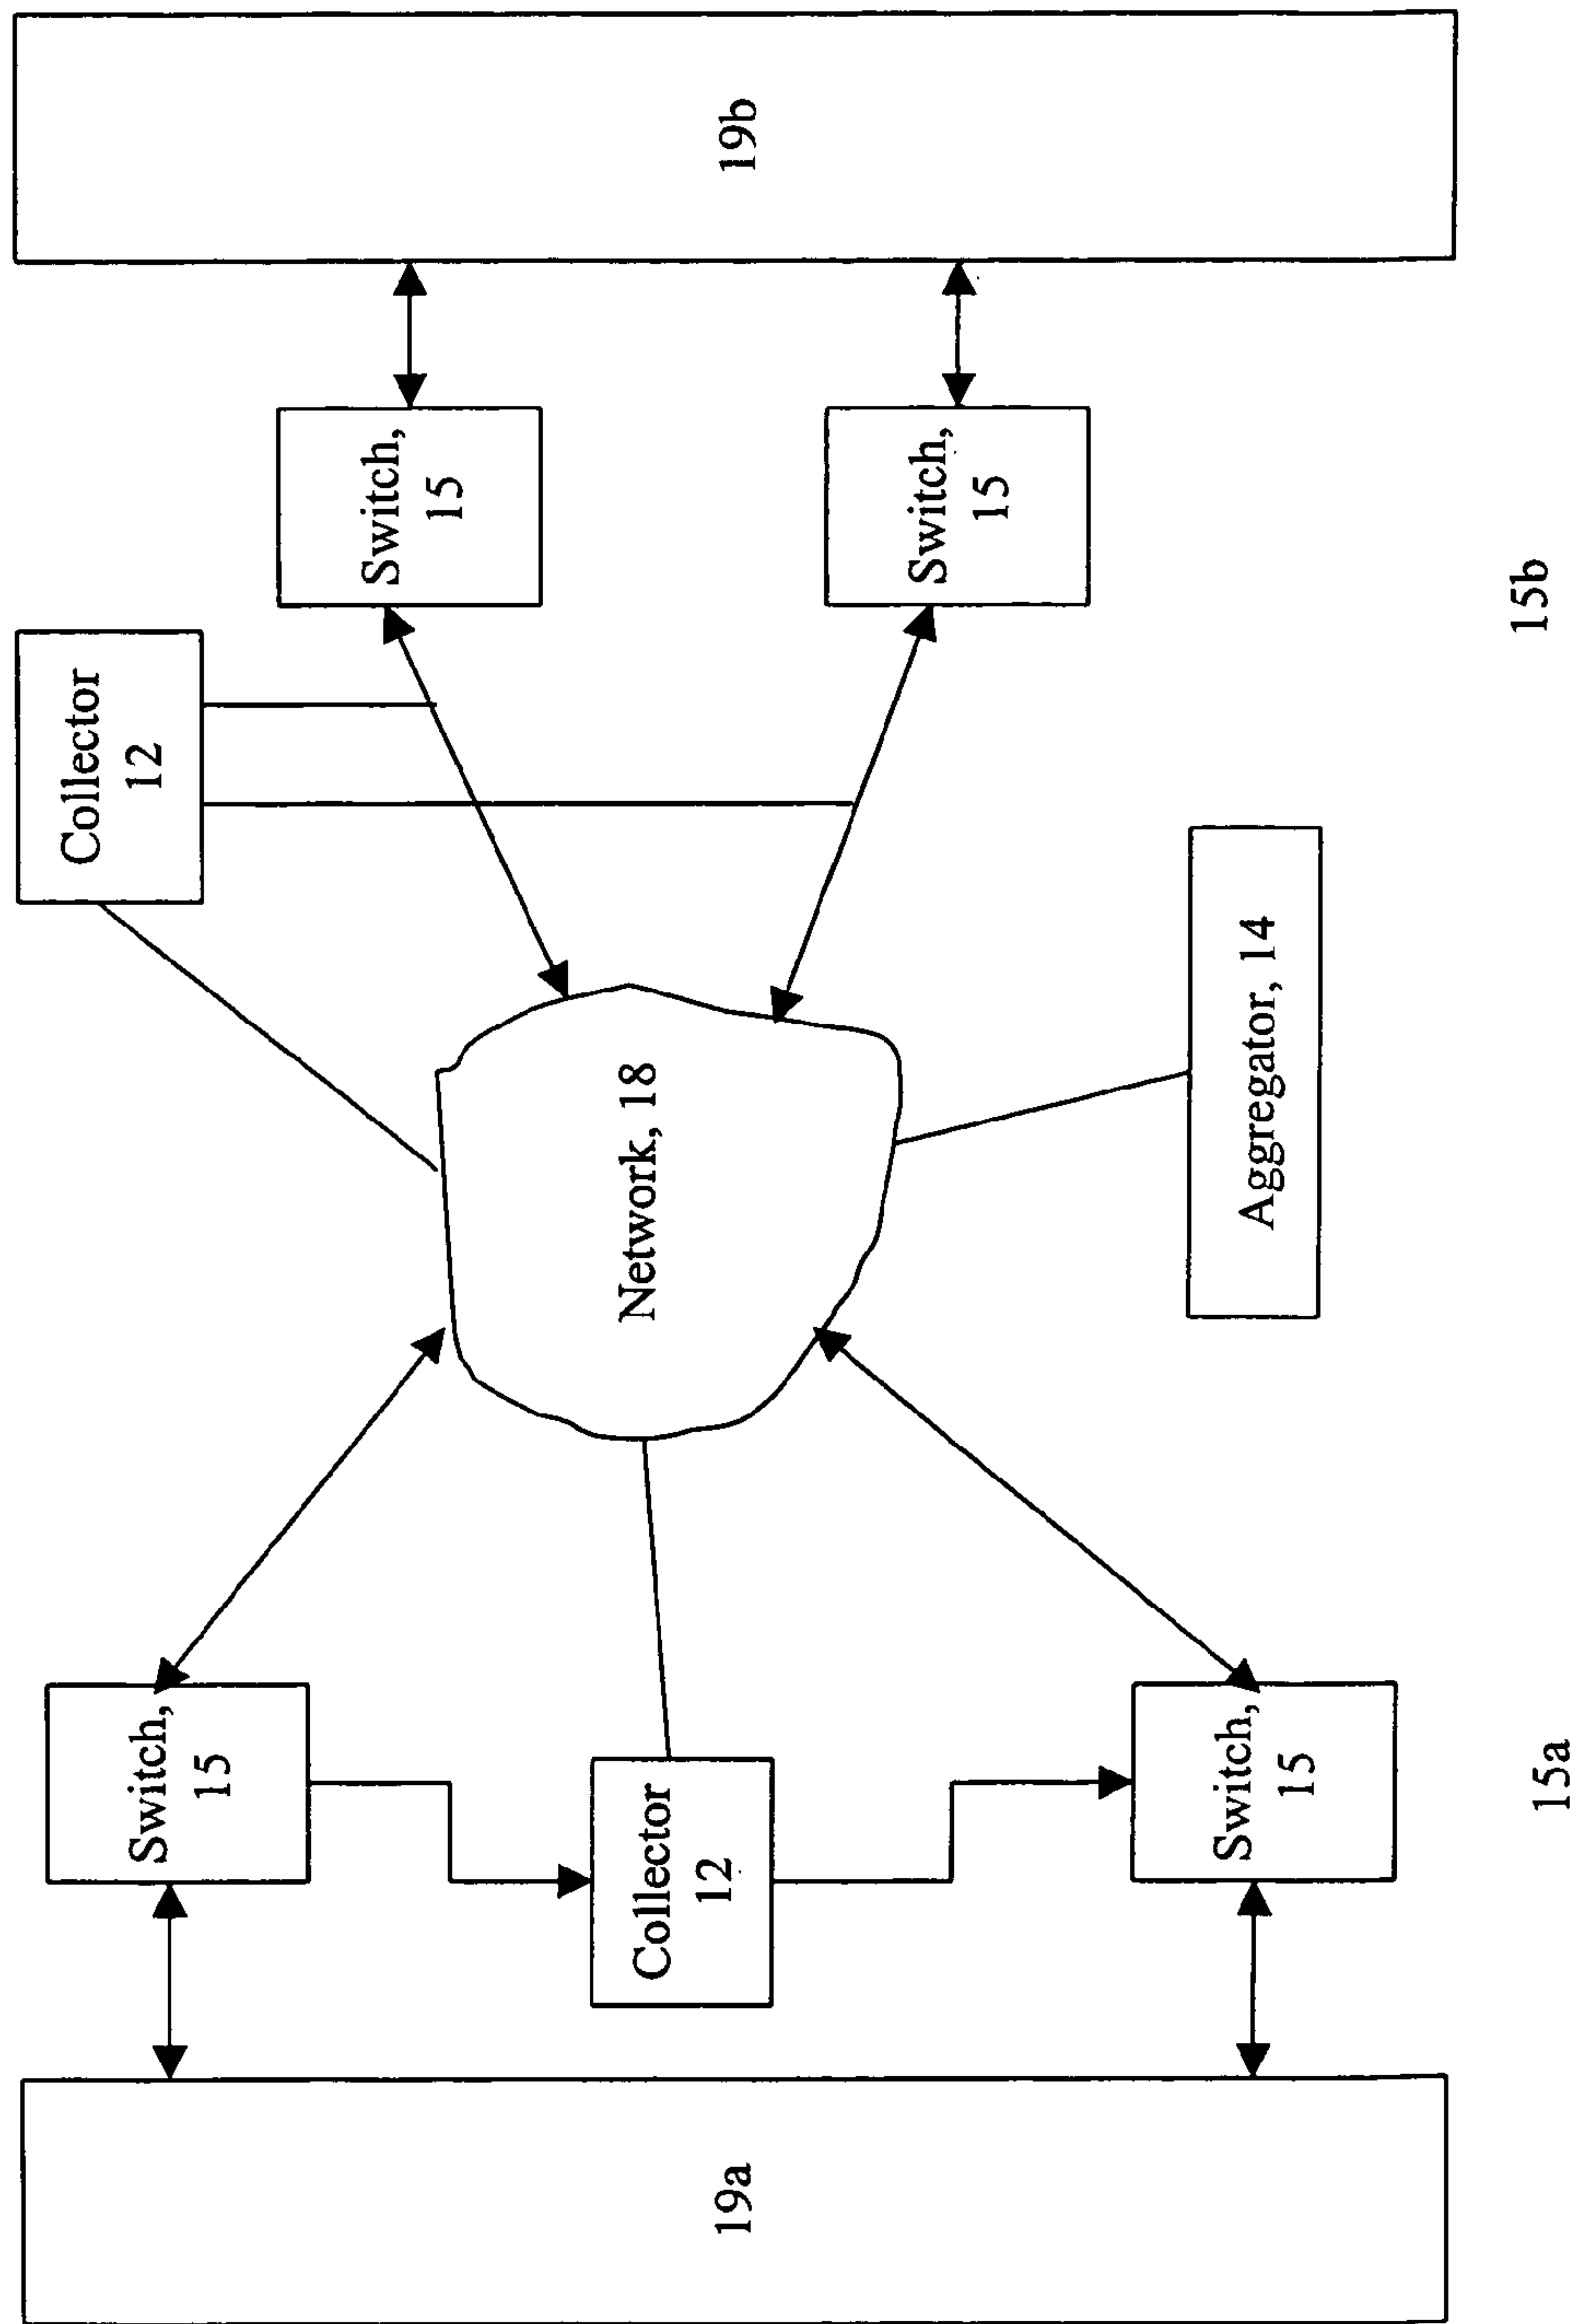 19a
Switch,
15
Collector
12
Switch,
15
15a
Network, 18
Aggregator, 14
Collector
12
Switch,
15
Switch,
15
15b
19b